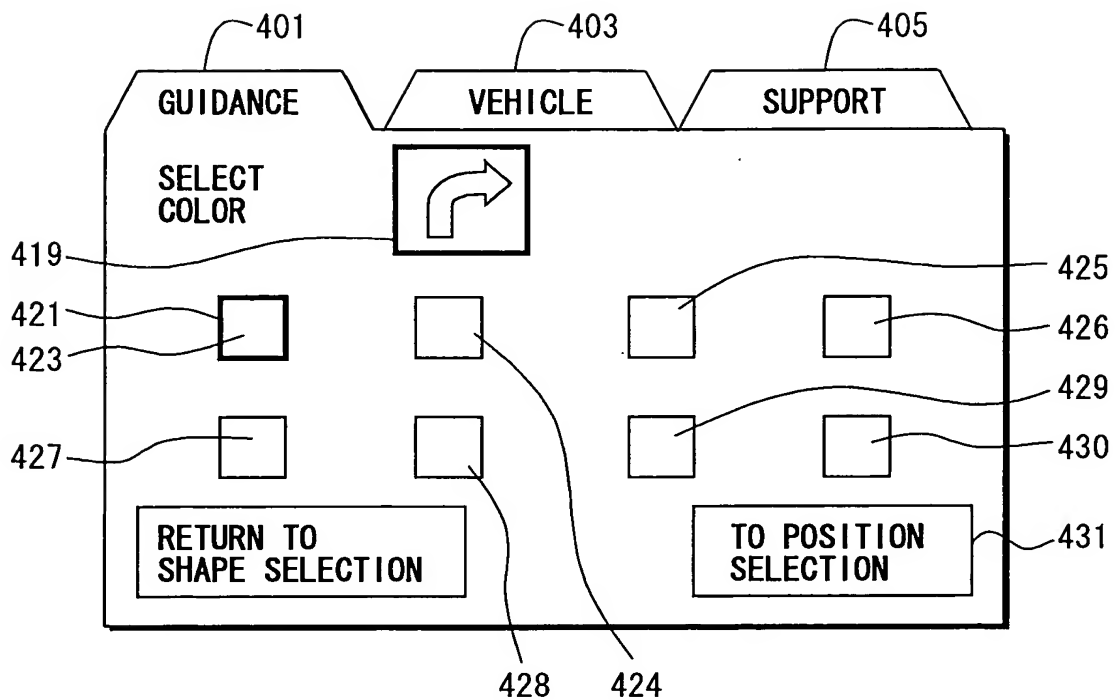 401
403
405
GUIDANCE
VEHICLE
SUPPORT
SELECT
COLOR
419
421
423
425
426
427
429
430
RETURN TO
SHAPE SELECTION
TO POSITION
SELECTION
431
428
424